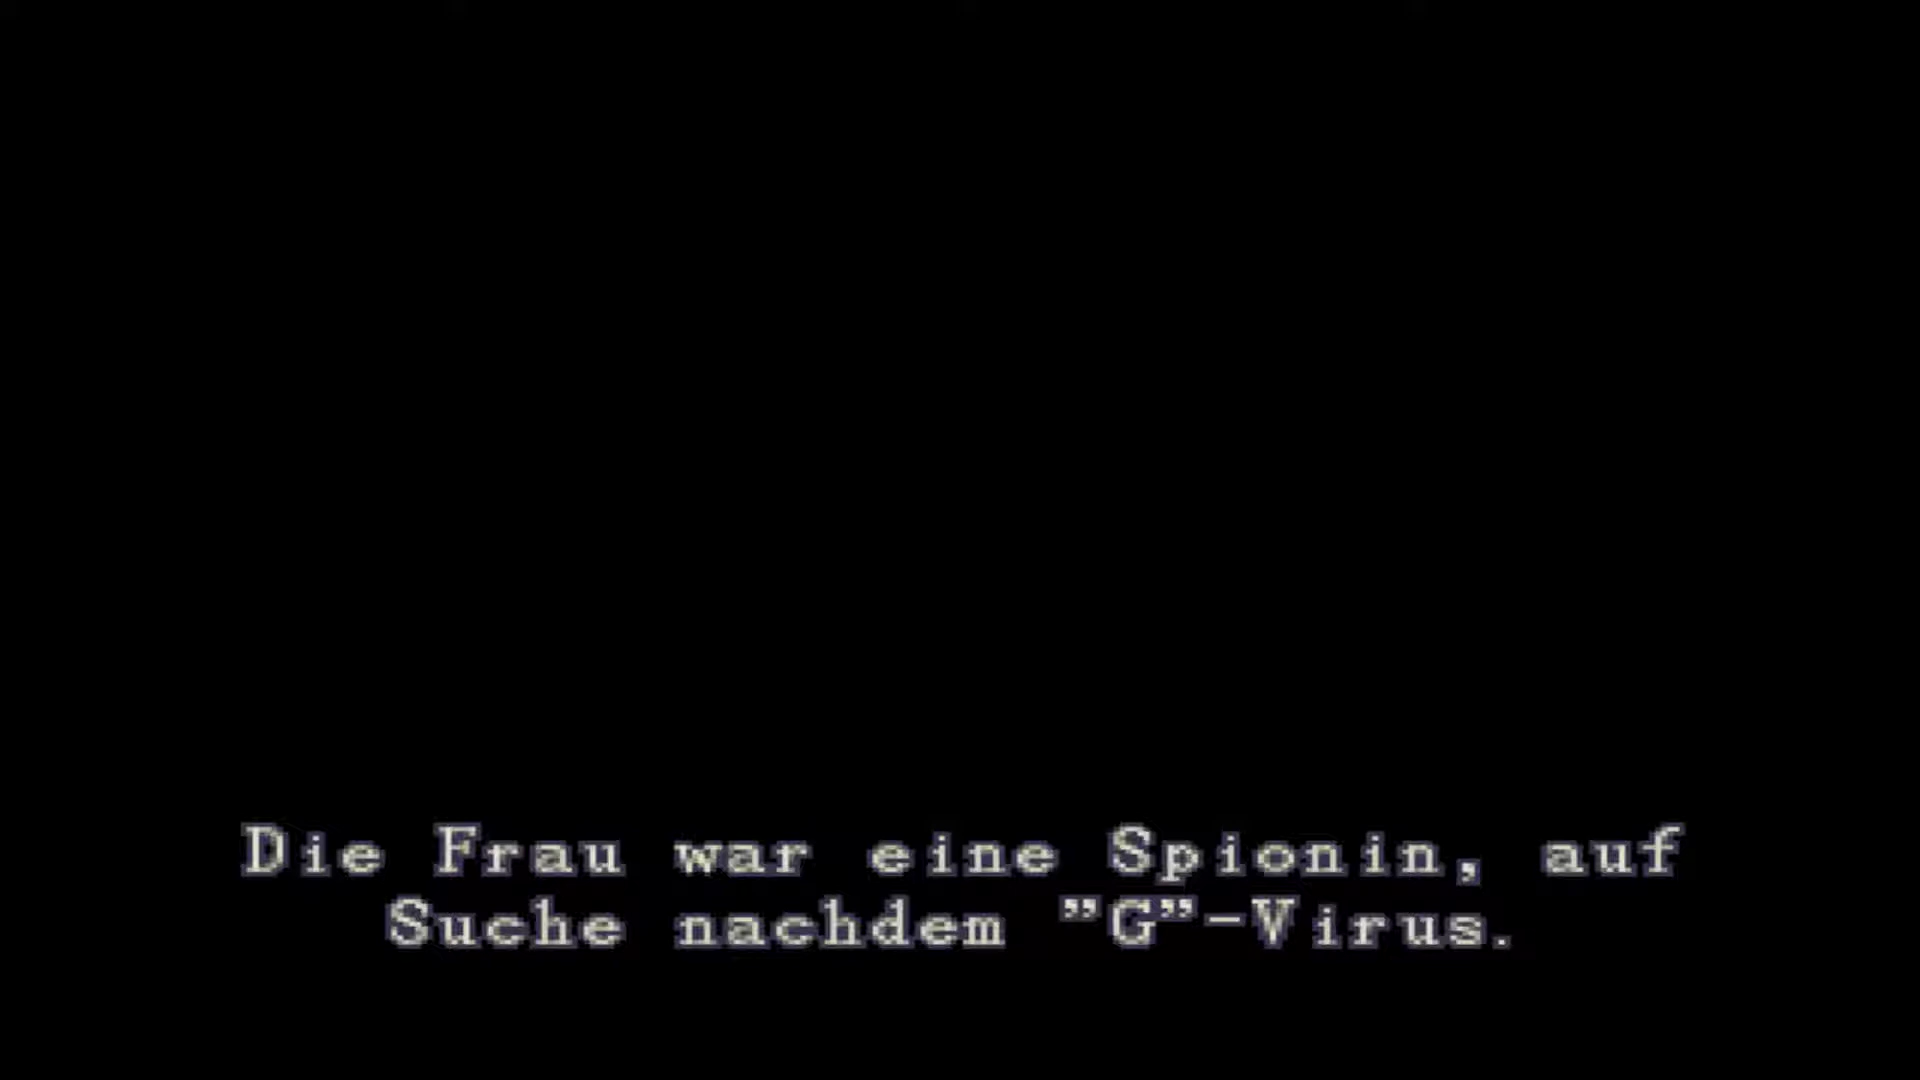 Die Frau war eine Spionin, auf
Suche nachdem ”G”-Virus.